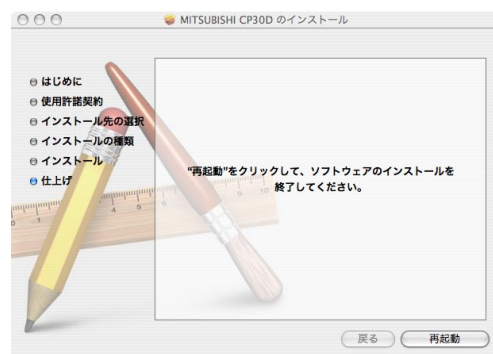 MITSUBISHI CP30D のインストール
はじめに
使用許諾契約
インストール先の選択
インストールの種類
インストール
仕上げ
"再起動"をクリックして、ソフトウェアのインストールを
終了してください。
戻る
再起動